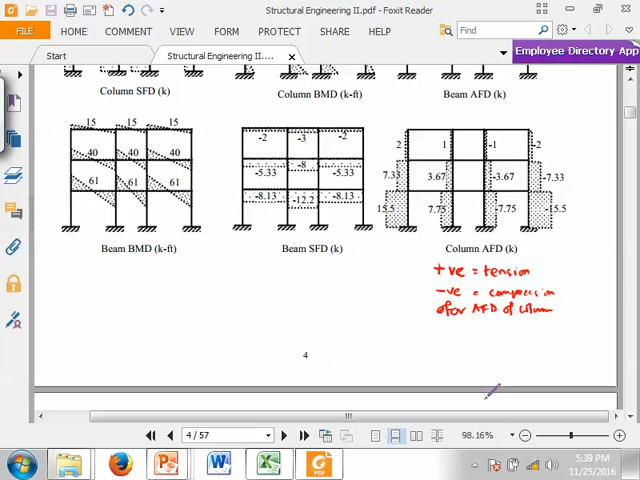 Structural Engineering II.pdf - Foxit Reader
FILE HOME COMMENT VIEW FORM PROTECT SHARE HELP Find
Start Structural Engineering II.... Employee Directory App
Column SFD (k) Column BMD (k-ft) Beam AFD (k)
15 15 15
40 40 40
61 61 61
Beam BMD (k-ft)
-2 -3 -2
-5.33 -8 -5.33
-8.13 -12.2 -8.13
Beam SFD (k)
2 1 -1 -2
7.33 3.67 -3.67 -7.33
15.5 7.75 -7.75 -15.5
Column AFD (k)
+ve = tension
-ve = compression
for AFD of column
4
4 / 57 98.16%
5:39 PM
11/25/2016